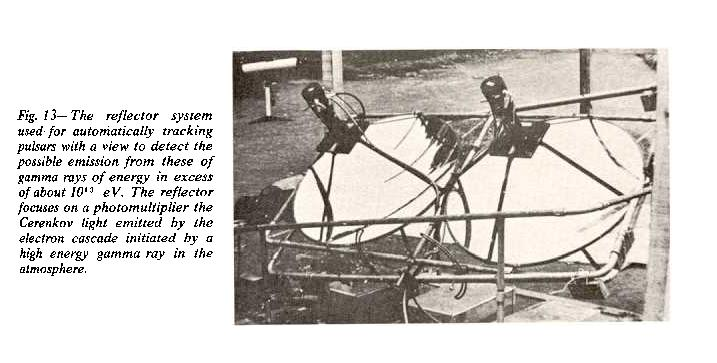 Fig. 13—The reflector system
used for automatically tracking
pulsars with a view to detect the
possible emission from these of
gamma rays of energy in excess
of about 10¹³ eV. The reflector
focuses on a photomultiplier the
Cerenkov light emitted by the
electron cascade initiated by a
high energy gamma ray in the
atmosphere.